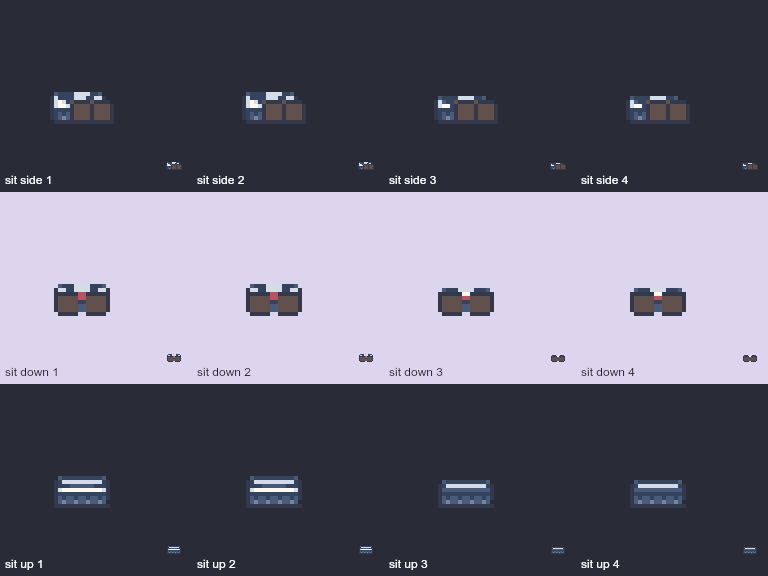 sit side 1
sit side 2
sit side 3
sit side 4
sit down 1
sit down 2
sit down 3
sit down 4
sit up 1
sit up 2
sit up 3
sit up 4